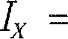 I_X =